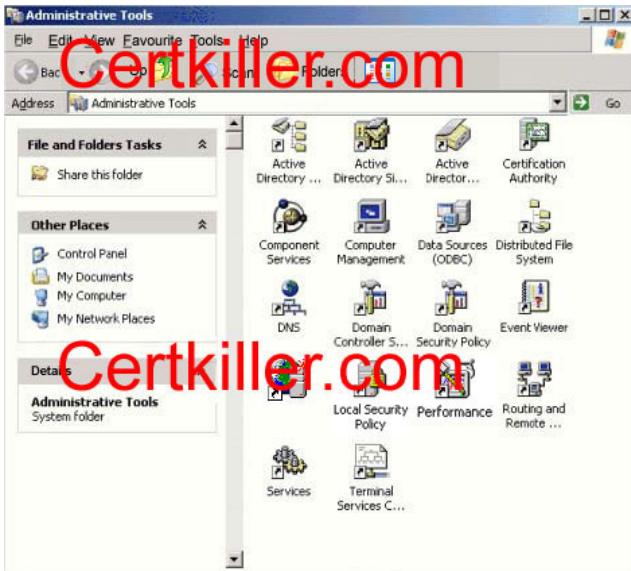 Administrative Tools
File Edit View Favourite Tools Help
Certkiller.com
Bac Up Folders
Address Administrative Tools Go
File and Folders Tasks
Share this folder
Other Places
Control Panel
My Documents
My Computer
My Network Places
Details
Administrative Tools
System folder
Active Directory ...
Active Directory Si...
Active Director...
Certification Authority
Component Services
Computer Management
Data Sources (ODBC)
Distributed File System
DNS
Domain Controller S...
Domain Security Policy
Event Viewer
Certkiller.com
Local Security Policy
Performance
Routing and Remote ...
Services
Terminal Services C...